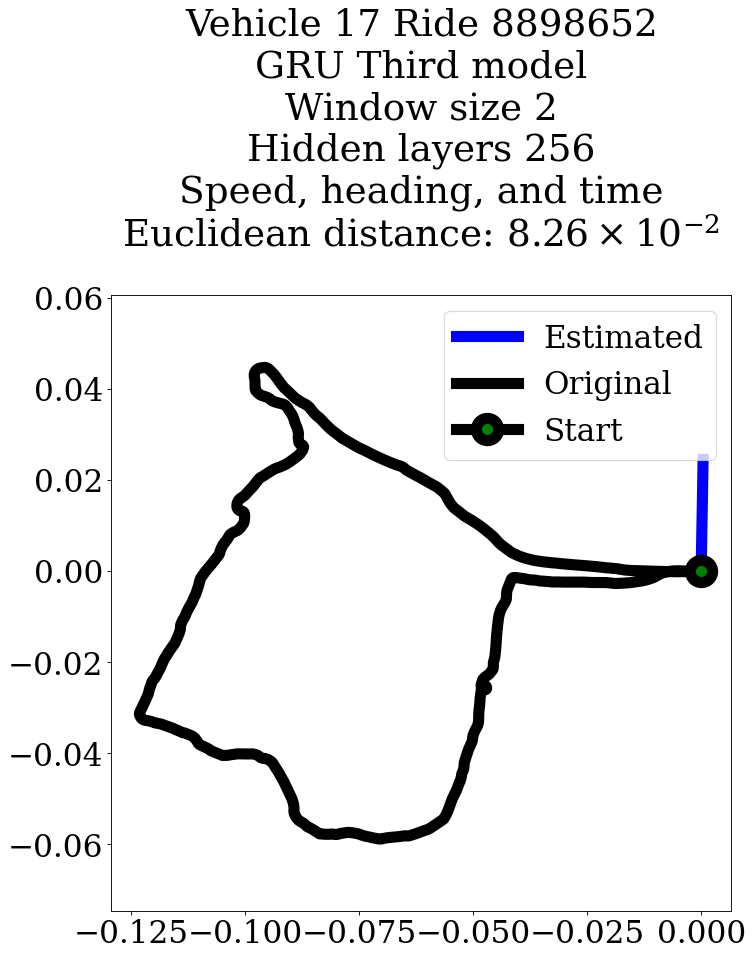 Vehicle 17 Ride 8898652
GRU Third model
Window size 2
Hidden layers 256
Speed, heading, and time
Euclidean distance: 8.26 × 10⁻²
Estimated
Original
Start
0.06
0.04
0.02
0.00
−0.02
−0.04
−0.06
−0.125 −0.100 −0.075 −0.050 −0.025 0.000